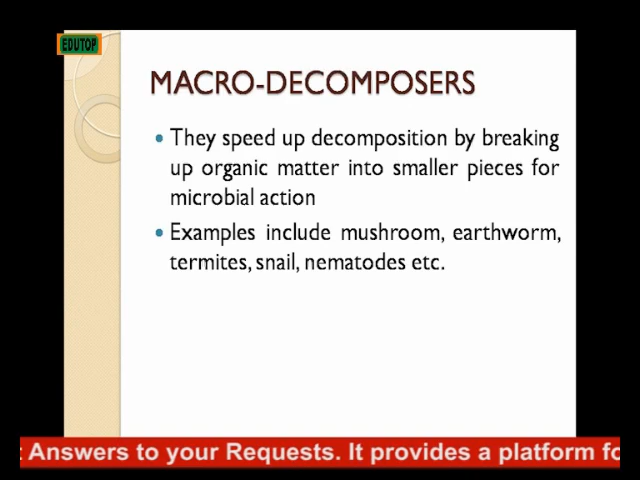 EDUTOP
MACRO-DECOMPOSERS
• They speed up decomposition by breaking
up organic matter into smaller pieces for
microbial action
• Examples include mushroom, earthworm,
termites, snail, nematodes etc.
Answers to your Requests. It provides a platform